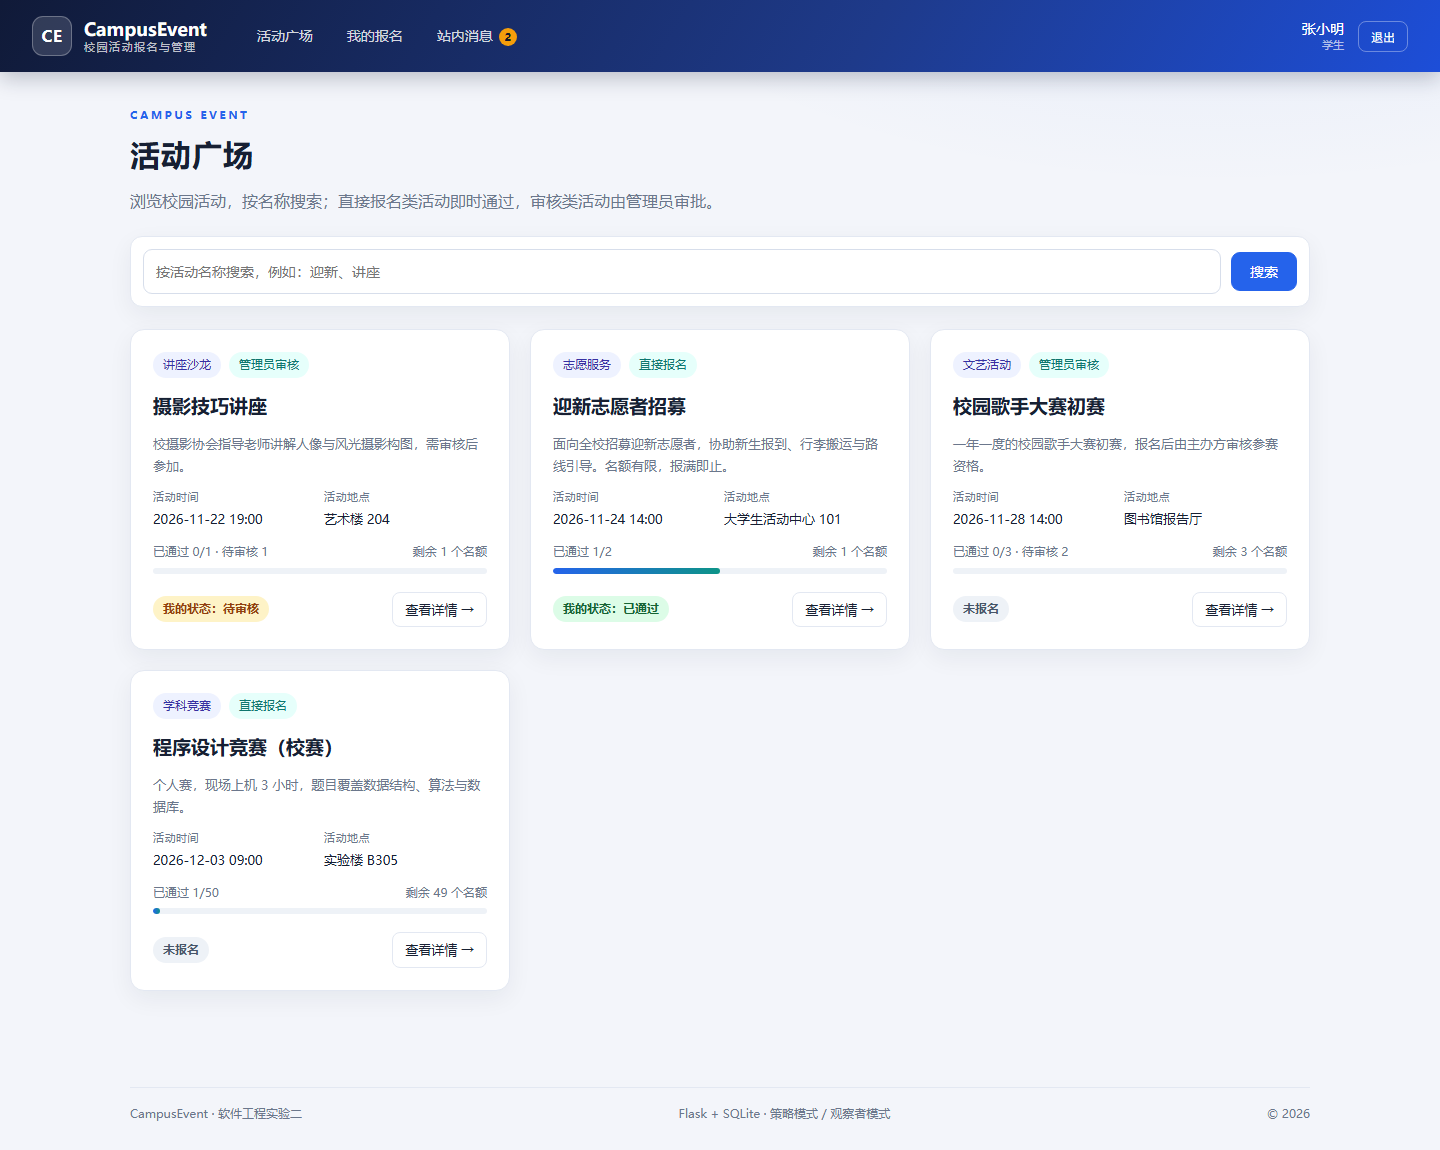 CE
CampusEvent
校园活动报名与管理
活动广场
我的报名
站内消息 2
张小明
学生
退出
CAMPUS EVENT
活动广场
浏览校园活动，按名称搜索；直接报名类活动即时通过，审核类活动由管理员审批。
按活动名称搜索，例如：迎新、讲座
搜索
讲座沙龙 管理员审核
摄影技巧讲座
校摄影协会指导老师讲解人像与风光摄影构图，需审核后
参加。
活动时间 活动地点
2026-11-22 19:00 艺术楼 204
已通过 0/1 · 待审核 1 剩余 1 个名额
我的状态：待审核 查看详情 →
志愿服务 直接报名
迎新志愿者招募
面向全校招募迎新志愿者，协助新生报到、行李搬运与路
线引导。名额有限，报满即止。
活动时间 活动地点
2026-11-24 14:00 大学生活动中心 101
已通过 1/2 剩余 1 个名额
我的状态：已通过 查看详情 →
文艺活动 管理员审核
校园歌手大赛初赛
一年一度的校园歌手大赛初赛，报名后由主办方审核参赛
资格。
活动时间 活动地点
2026-11-28 14:00 图书馆报告厅
已通过 0/3 · 待审核 2 剩余 3 个名额
未报名 查看详情 →
学科竞赛 直接报名
程序设计竞赛（校赛）
个人赛，现场上机 3 小时，题目覆盖数据结构、算法与数
据库。
活动时间 活动地点
2026-12-03 09:00 实验楼 B305
已通过 1/50 剩余 49 个名额
未报名 查看详情 →
CampusEvent · 软件工程实验二
Flask + SQLite · 策略模式 / 观察者模式
© 2026